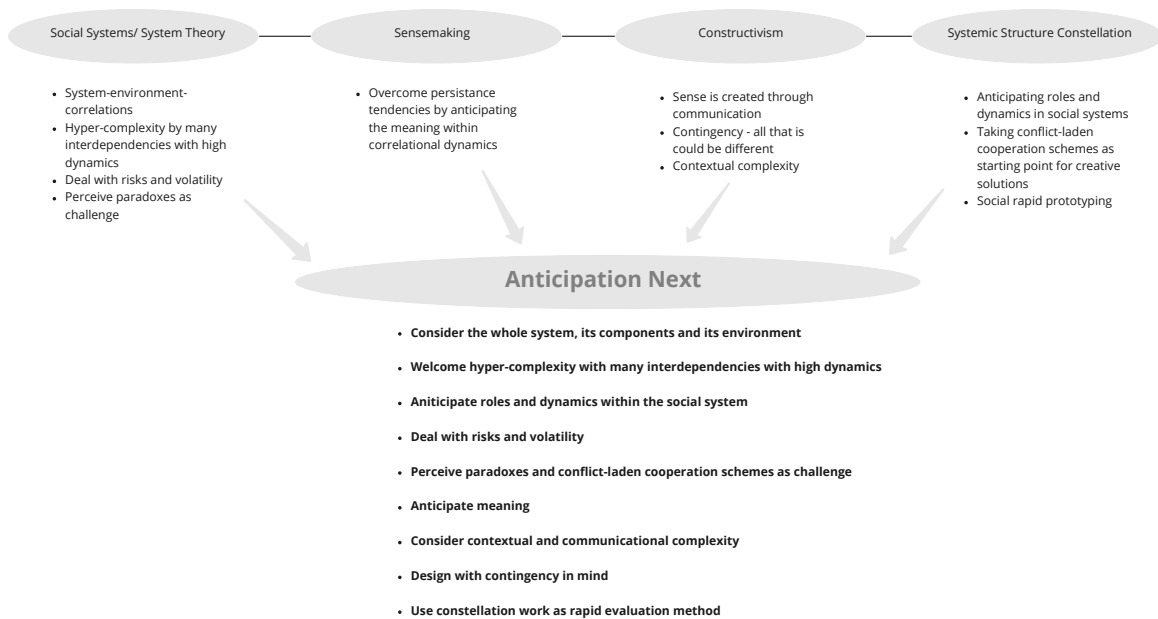 Social Systems/ System Theory
Sensemaking
Constructivism
Systemic Structure Constellation
• System-environment-
correlations
• Hyper-complexity by many
interdependencies with high
dynamics
• Deal with risks and volatility
• Perceive paradoxes as
challenge
• Overcome persistance
tendencies by anticipating
the meaning within
correlational dynamics
• Sense is created through
communication
• Contingency - all that is
could be different
• Contextual complexity
• Anticipating roles and
dynamics in social systems
• Taking conflict-laden
cooperation schemes as
starting point for creative
solutions
• Social rapid prototyping
Anticipation Next
• Consider the whole system, its components and its environment
• Welcome hyper-complexity with many interdependencies with high dynamics
• Aniticipate roles and dynamics within the social system
• Deal with risks and volatility
• Perceive paradoxes and conflict-laden cooperation schemes as challenge
• Anticipate meaning
• Consider contextual and communicational complexity
• Design with contingency in mind
• Use constellation work as rapid evaluation method